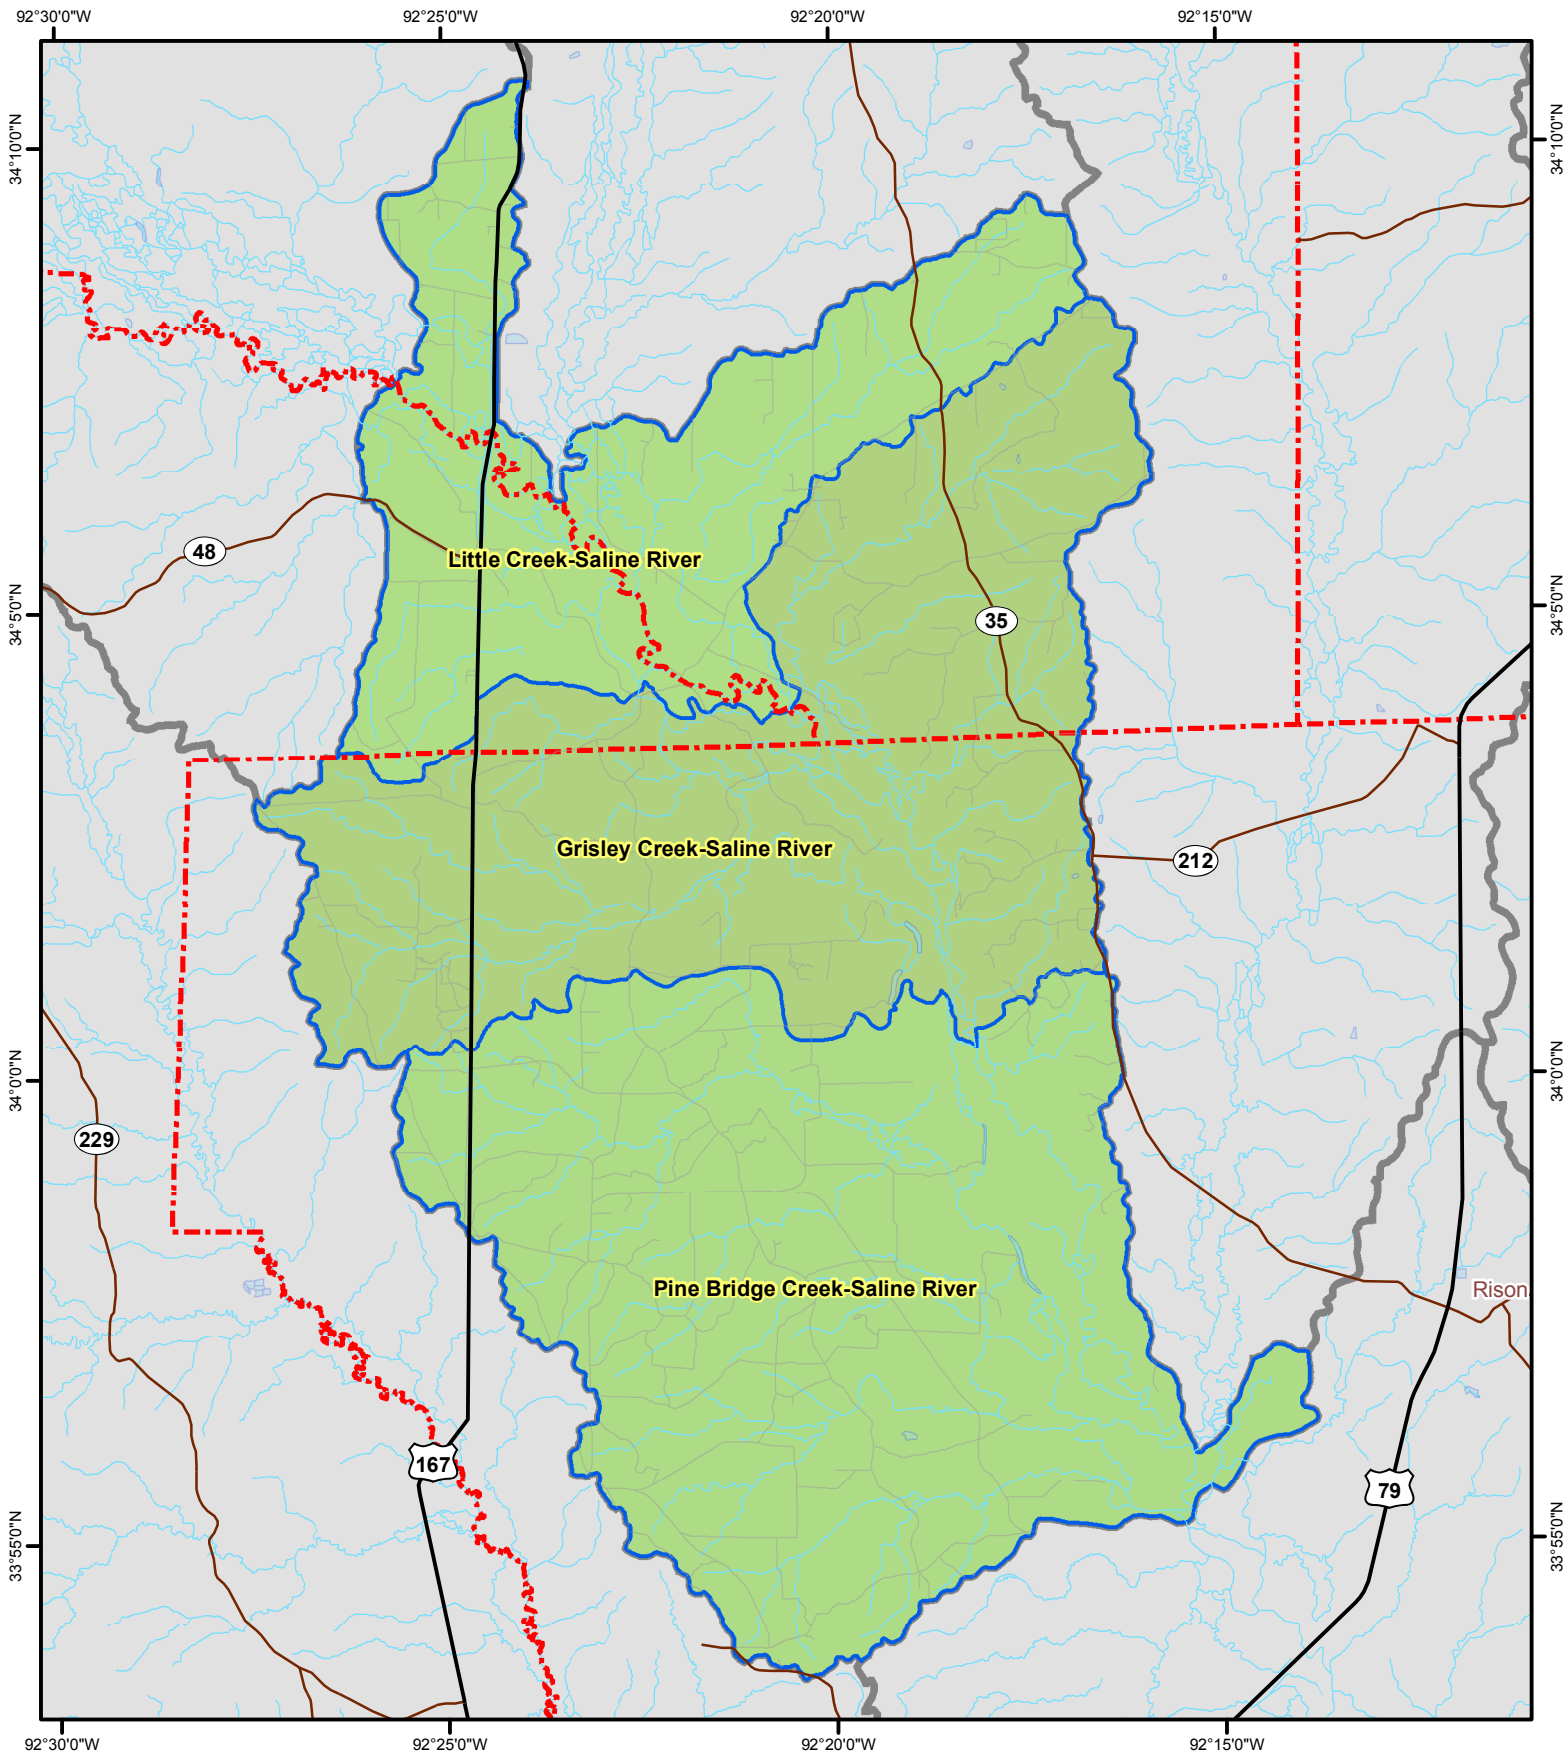 92°30'0"W
92°25'0"W
92°20'0"W
92°15'0"W
34°10'0"N
34°10'0"N
48
Little Creek-Saline River
34°5'0"N
34°5'0"N
35
Grisley Creek-Saline River
212
34°0'0"N
34°0'0"N
229
Pine Bridge Creek-Saline River
Rison
167
79
33°55'0"N
33°55'0"N
92°30'0"W
92°25'0"W
92°20'0"W
92°15'0"W